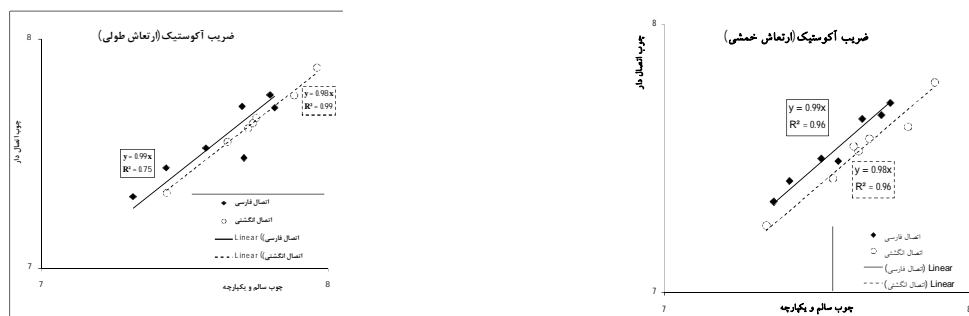 ضریب آکوستیک(ارتعاش طولی)
8
چوب اتصال دار
y = 0.98x
R² = 0.99
y = 0.99x
R² = 0.75
اتصال فارسی
اتصال انگشتی
Linear (اتصال فارسی)
Linear (اتصال انگشتی)
7
7
8
چوب سالم و یکپارچه
ضریب آکوستیک(ارتعاش خمشی)
8
چوب اتصال دار
y = 0.99x
R² = 0.96
y = 0.98x
R² = 0.96
اتصال فارسی
اتصال انگشتی
Linear (اتصال فارسی)
Linear (اتصال انگشتی)
7
7
8
چوب سالم و یکپارچه